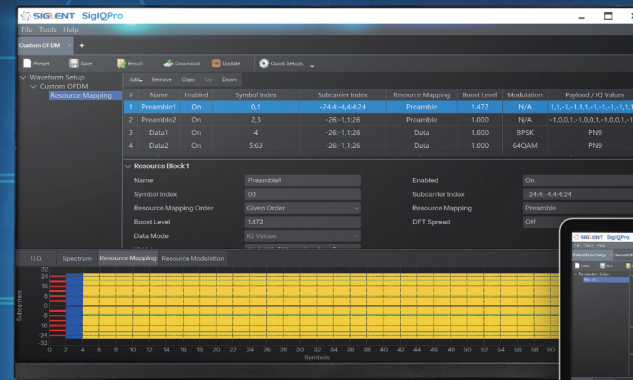 SIGLENT SigIQPro
File Tools Help
Custom OFDM +
Preset Save Recall Download Update Quick Setups
Waveform Setup
Custom OFDM
Resource Mapping
Add Remove Copy Up Down
# Name Enabled Symbol Index Subcarrier Index Resource Mapping Boost Level Modulation Payload / IQ Values
1 Preamble1 On 0,1 -24:4:-4,4:4:24 Preamble 1.472 N/A
2 Preamble2 On 2,3 -26:-1,1:26 Preamble 1.000 N/A
3 Data1 On 4 -26:-1,1:26 Data 1.000 BPSK PN9
4 Data2 On 5:63 -26:-1,1:26 Data 1.000 64QAM PN9
Resource Block 1
Name Preamble1 Enabled On
Symbol Index 0,1 Subcarrier Index -24:4:-4,4:4:24
Resource Mapping Order Given Order Resource Mapping Preamble
Boost Level 1.472 DFT Spread Off
Data Mode IQ Values
SIGLENT SigIQPro
I / Q Spectrum Resource Mapping Resource Modulation
32
24
16
8
0
-8
-16
-24
-32
Subcarriers
0 2 4 6 8 10 12 14 16 18 20 22 24 26 28 30 32 34 36 38 40 42 44 46 48 50 52 54 56 58 60
Symbols